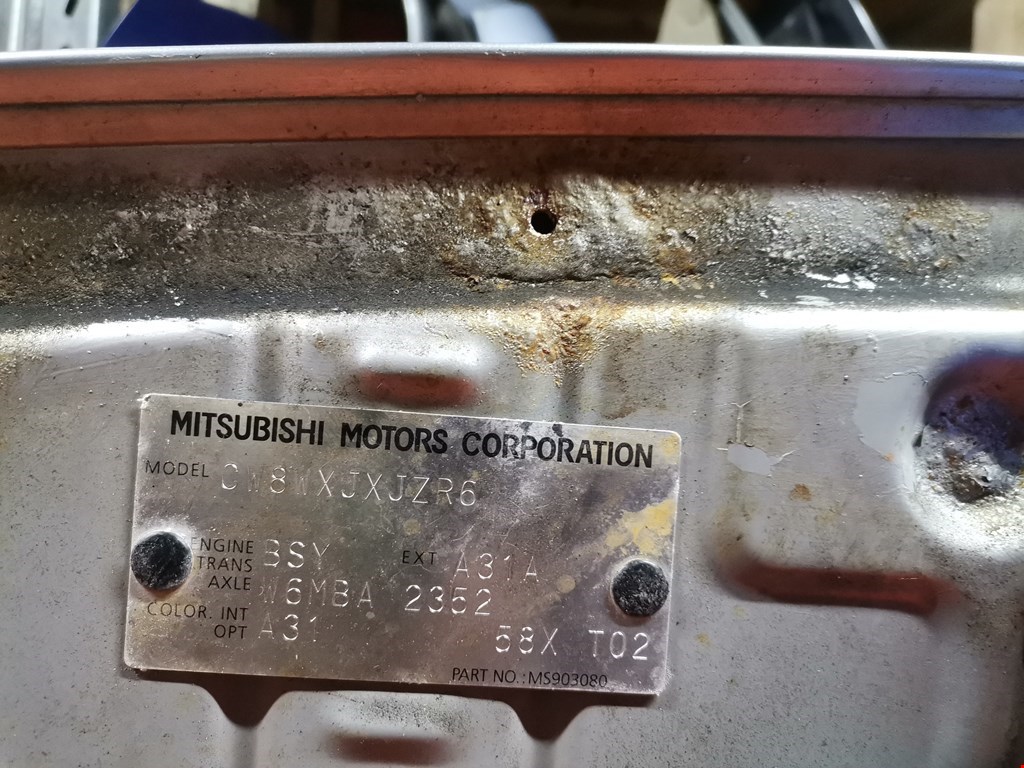 MITSUBISHI MOTORS CORPORATION
MODEL CW8WXJXJZR6
ENGINE BSY EXT A31A
TRANS AXLE W6MBA 2352
COLOR. INT A31
OPT 58X T02
PART NO.:MS903080